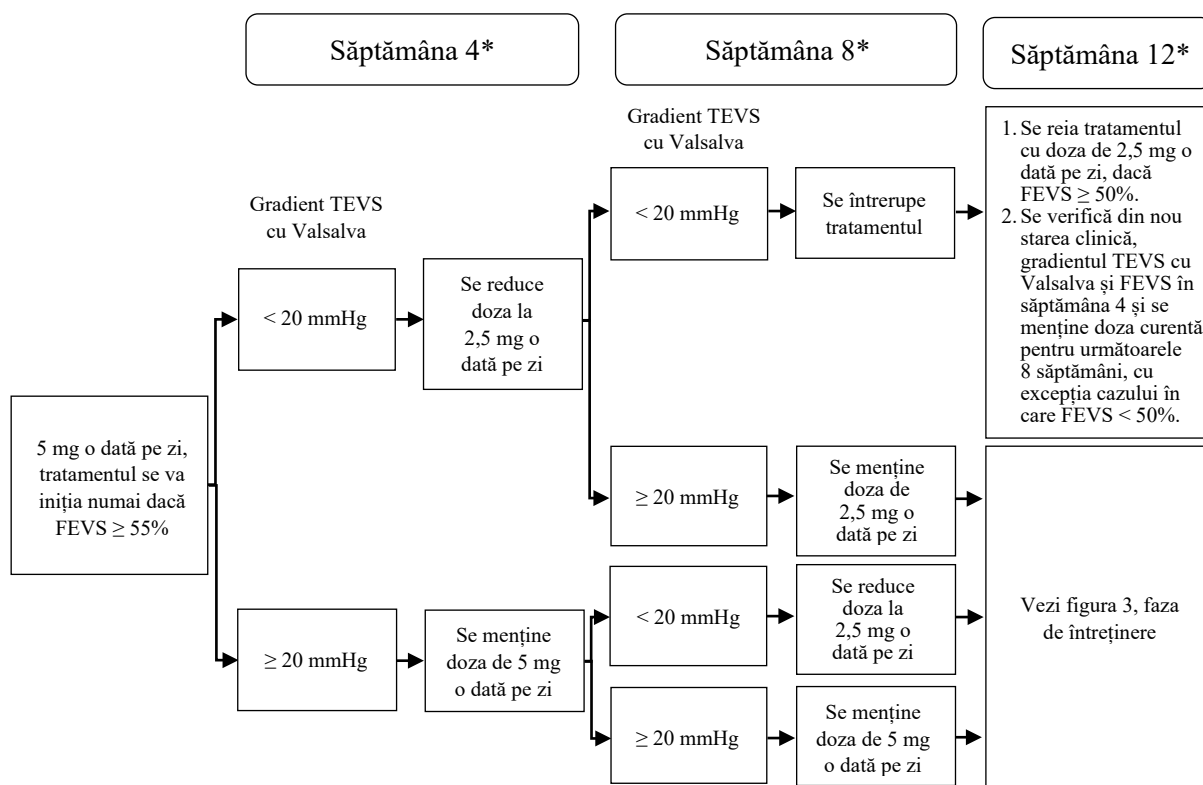 Săptămâna 4*
Săptămâna 8*
Săptămâna 12*
Gradient TEVS
cu Valsalva
Gradient TEVS
cu Valsalva
5 mg o dată pe zi,
tratamentul se va
iniția numai dacă
FEVS ≥ 55%
< 20 mmHg
Se reduce
doza la
2,5 mg o
dată pe zi
< 20 mmHg
Se întrerupe
tratamentul
1. Se reia tratamentul
cu doza de 2,5 mg o
dată pe zi, dacă
FEVS ≥ 50%.
2. Se verifică din nou
starea clinică,
gradientul TEVS cu
Valsalva și FEVS în
săptămâna 4 și se
menține doza curentă
pentru următoarele
8 săptămâni, cu
excepția cazului în
care FEVS < 50%.
≥ 20 mmHg
Se menține
doza de
2,5 mg o
dată pe zi
≥ 20 mmHg
Se menține
doza de 5 mg
o dată pe zi
< 20 mmHg
Se reduce
doza la
2,5 mg o
dată pe zi
≥ 20 mmHg
Se menține
doza de 5 mg
o dată pe zi
Vezi figura 3, faza
de întreținere